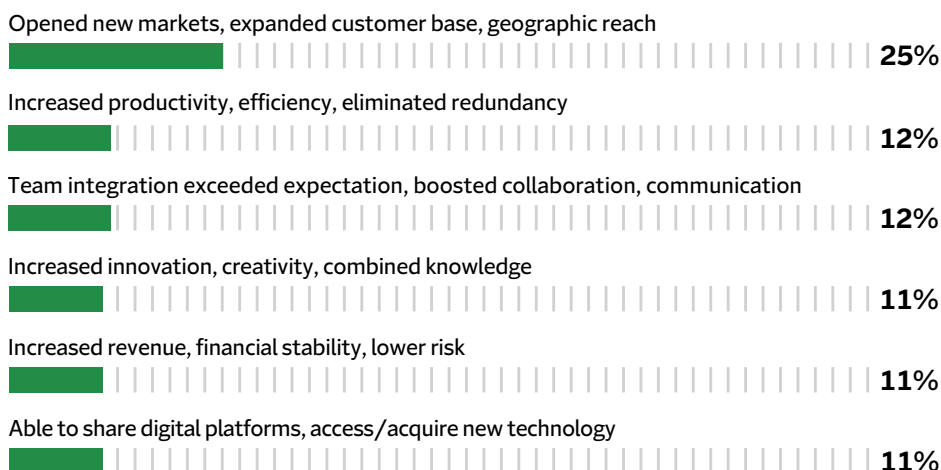 Opened new markets, expanded customer base, geographic reach
25%
Increased productivity, efficiency, eliminated redundancy
12%
Team integration exceeded expectation, boosted collaboration, communication
12%
Increased innovation, creativity, combined knowledge
11%
Increased revenue, financial stability, lower risk
11%
Able to share digital platforms, access/acquire new technology
11%